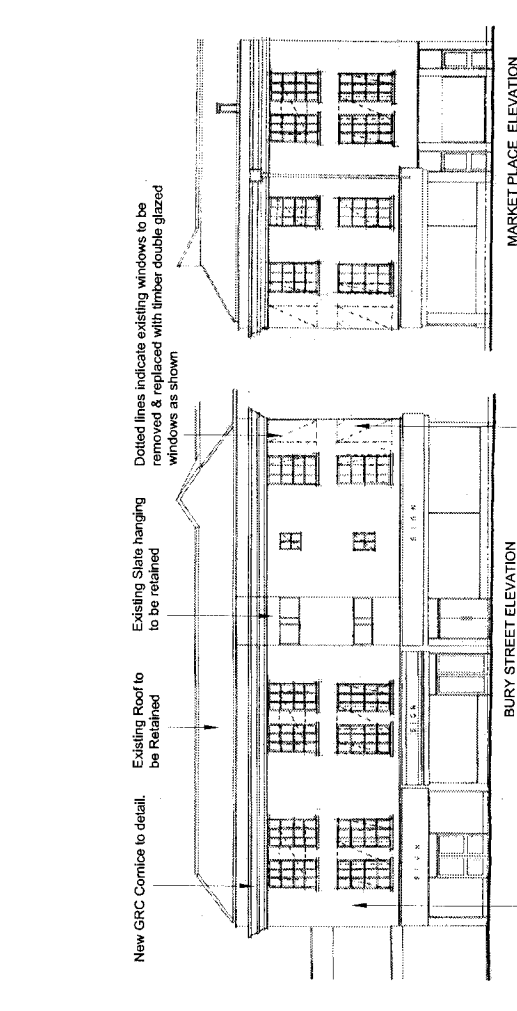 New GRC Cornice to detail.
Existing Roof to
be Retained
Existing Slate hanging
to be retained
Dotted lines indicate existing windows to be
removed & replaced with timber double glazed
windows as shown
SIGN
SIGN
SIGN
BURY STREET ELEVATION
MARKET PLACE ELEVATION